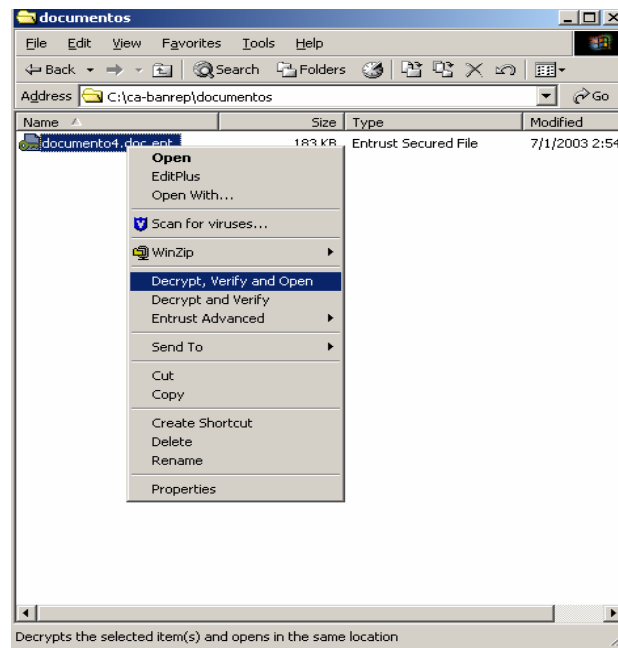 documentos
File Edit View Favorites Tools Help
Back Search Folders
Address C:\ca-banrep\documentos Go
Name Size Type Modified
documento4.doc.ent 183 KB Entrust Secured File 7/1/2003 2:54
Open
EditPlus
Open With...
Scan for viruses...
WinZip
Decrypt, Verify and Open
Decrypt and Verify
Entrust Advanced
Send To
Cut
Copy
Create Shortcut
Delete
Rename
Properties
Decrypts the selected item(s) and opens in the same location